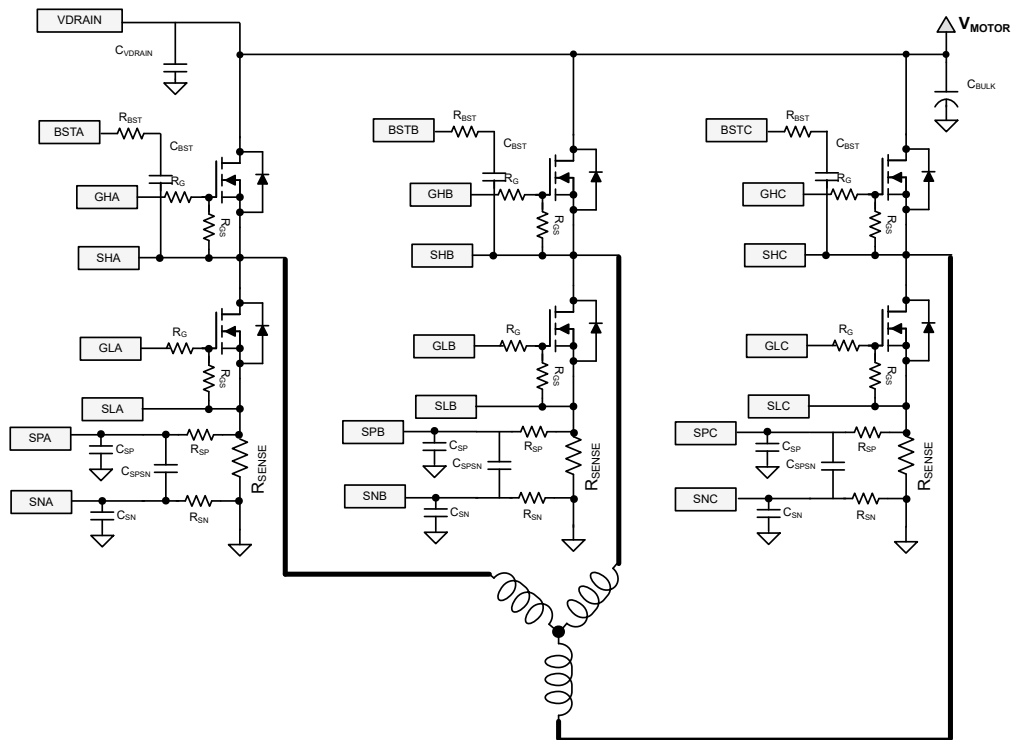 VDRAIN
VMOTOR
CVDRAIN
CBULK
RBST
BSTA
CBST
RG
GHA
RGS
SHA
RBST
BSTB
CBST
RG
GHB
RGS
SHB
RBST
BSTC
CBST
RG
GHC
RGS
SHC
RG
GLA
RGS
SLA
RG
GLB
RGS
SLB
RG
GLC
RGS
SLC
SPA
CSP
RSP
CSPSN
RSENSE
SNA
CSN
RSN
SPB
CSP
RSP
CSPSN
RSENSE
SNB
CSN
RSN
SPC
CSP
RSP
CSPSN
RSENSE
SNC
CSN
RSN